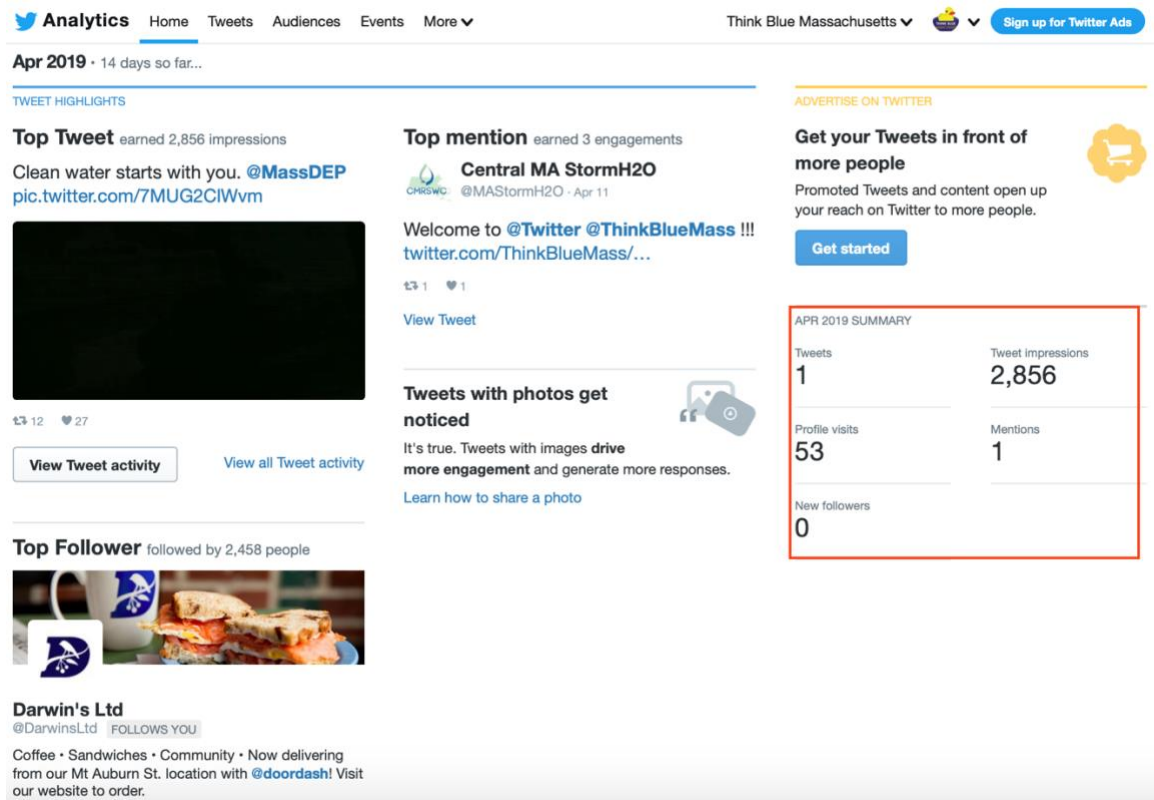 Analytics Home Tweets Audiences Events More Think Blue Massachusetts Sign up for Twitter Ads
Apr 2019 · 14 days so far...
TWEET HIGHLIGHTS
Top Tweet earned 2,856 impressions
Clean water starts with you. @MassDEP
pic.twitter.com/7MUG2ClWvm
12 27
View Tweet activity View all Tweet activity
Top Follower followed by 2,458 people
D
Darwin's Ltd
@DarwinsLtd FOLLOWS YOU
Coffee • Sandwiches • Community • Now delivering
from our Mt Auburn St. location with @doordash! Visit
our website to order.
Top mention earned 3 engagements
CMRSWC
Central MA StormH2O
@MAStormH2O · Apr 11
Welcome to @Twitter @ThinkBlueMass !!!
twitter.com/ThinkBlueMass/…
1 1
View Tweet
Tweets with photos get
noticed
It's true. Tweets with images drive
more engagement and generate more responses.
Learn how to share a photo
ADVERTISE ON TWITTER
Get your Tweets in front of
more people
Promoted Tweets and content open up
your reach on Twitter to more people.
Get started
APR 2019 SUMMARY
Tweets Tweet impressions
1 2,856
Profile visits Mentions
53 1
New followers
0